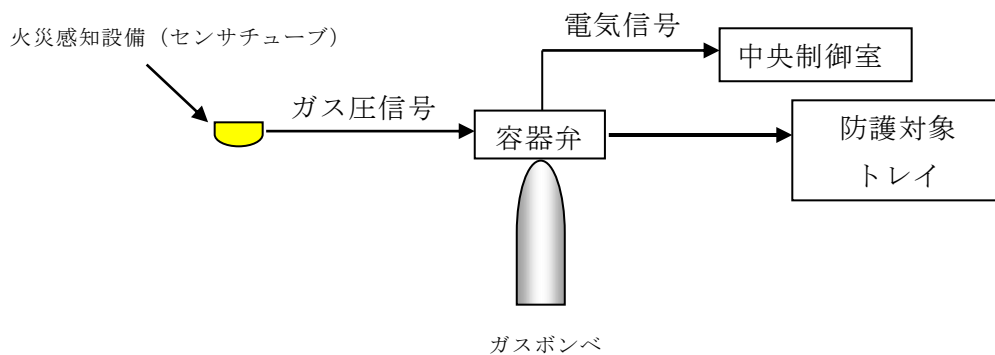 火災感知設備（センサチューブ）
電気信号
中央制御室
ガス圧信号
容器弁
防護対象
トレイ
ガスボンベ